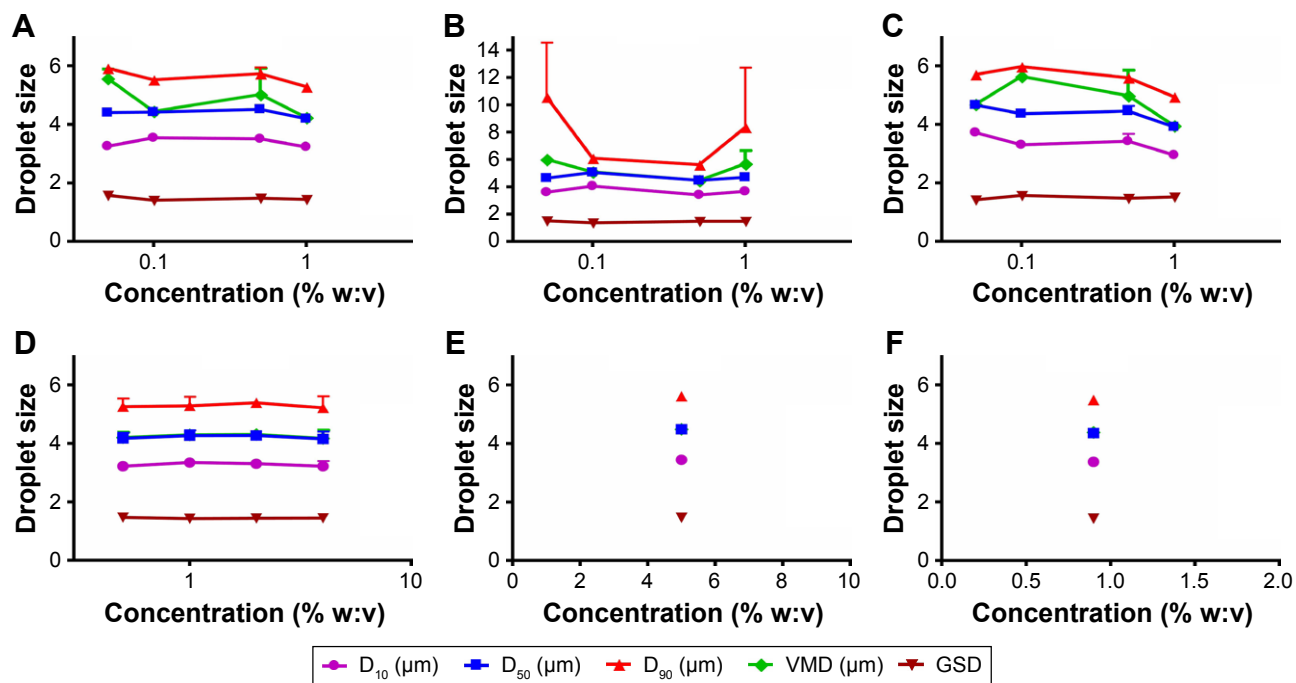 A
B
C
Droplet size
6
4
2
0
0.1
1
Concentration (% w:v)
Droplet size
14
12
10
8
6
4
2
0
0.1
1
Concentration (% w:v)
Droplet size
6
4
2
0
0.1
1
Concentration (% w:v)
D
E
F
Droplet size
6
4
2
0
1
10
Concentration (% w:v)
Droplet size
6
4
2
0
0 2 4 6 8 10
Concentration (% w:v)
Droplet size
6
4
2
0
0.0 0.5 1.0 1.5 2.0
Concentration (% w:v)
D₁₀ (µm) D₅₀ (µm) D₉₀ (µm) VMD (µm) GSD